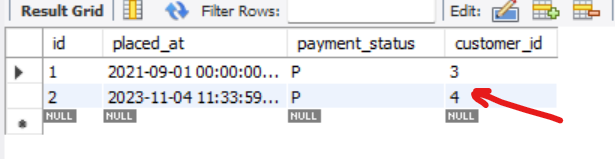 Result Grid Filter Rows: Edit:
id placed_at payment_status customer_id
1 2021-09-01 00:00:00... P 3
2 2023-11-04 11:33:59... P 4
NULL NULL NULL NULL